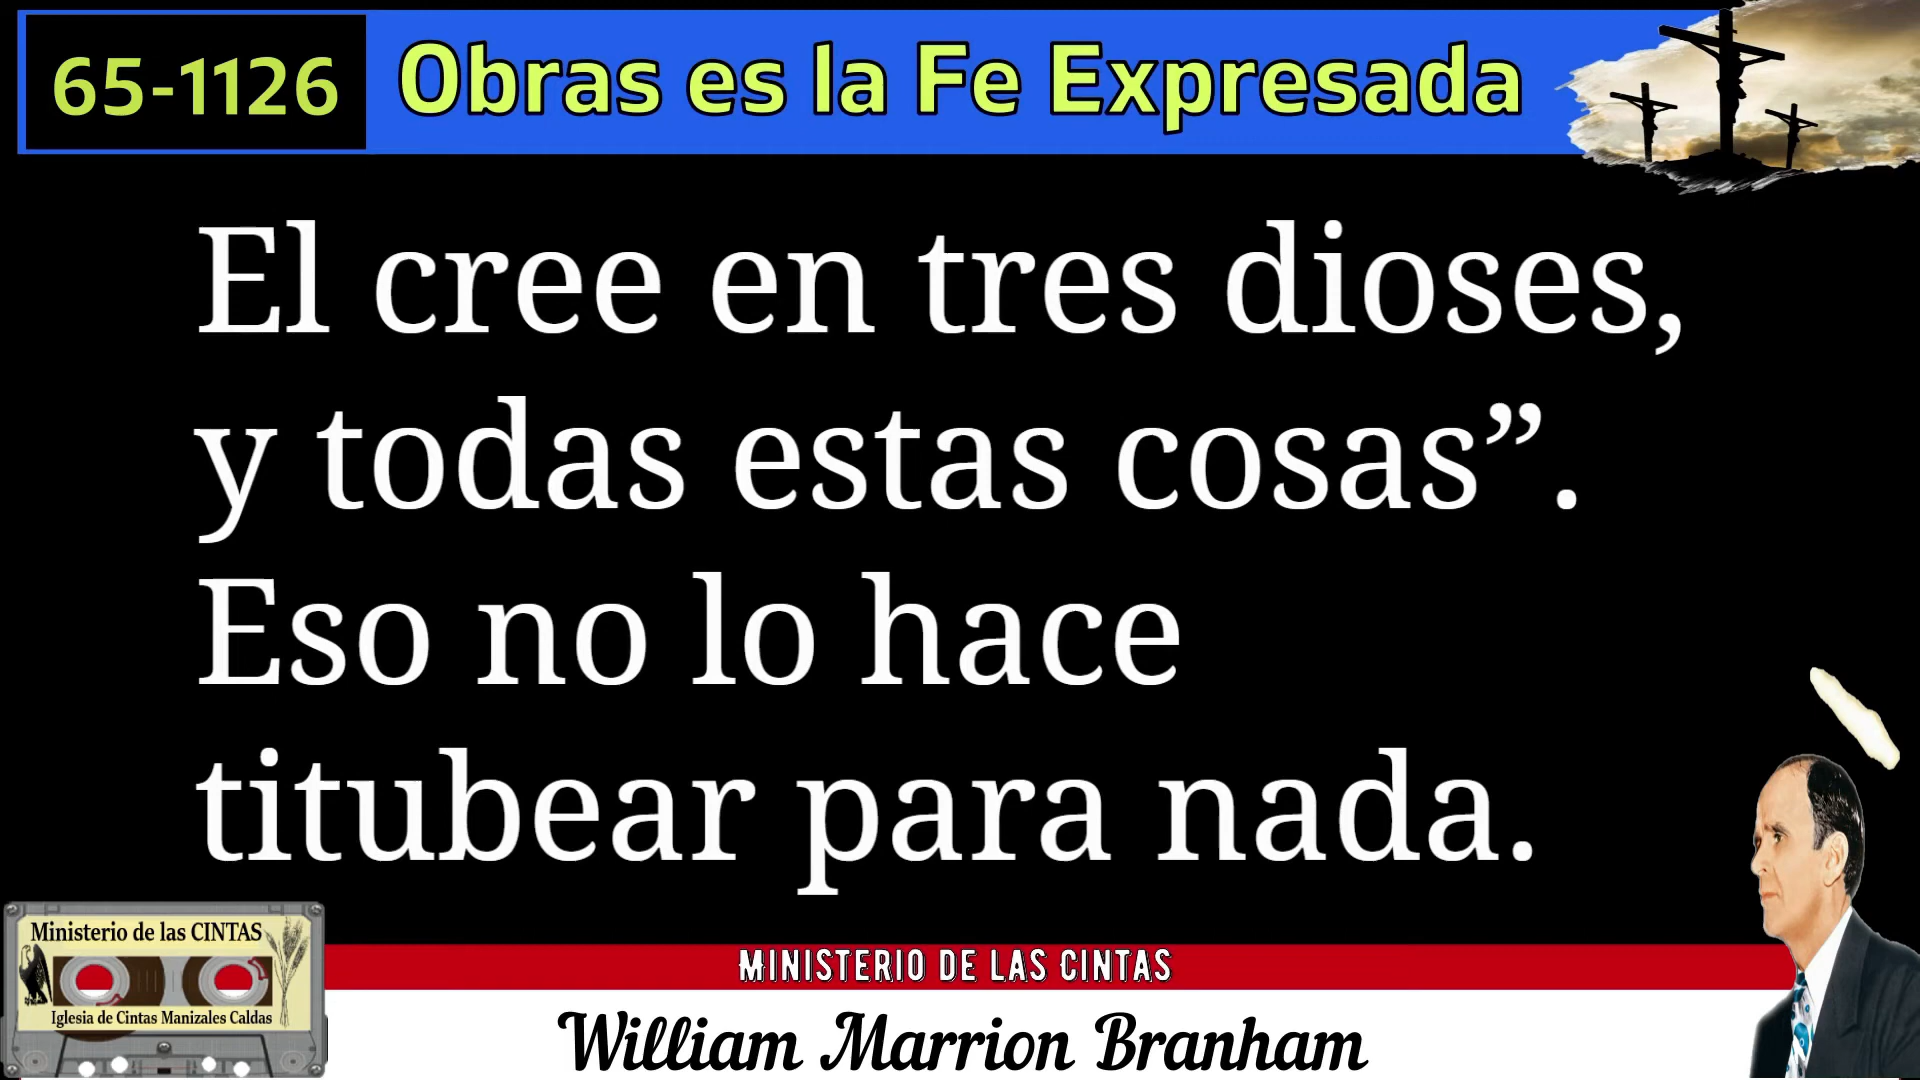 65-1126
Obras es la Fe Expresada
El cree en tres dioses,
y todas estas cosas”.
Eso no lo hace
titubear para nada.
Ministerio de las CINTAS
Iglesia de Cintas Manizales Caldas
MINISTERIO DE LAS CINTAS
William Marrion Branham